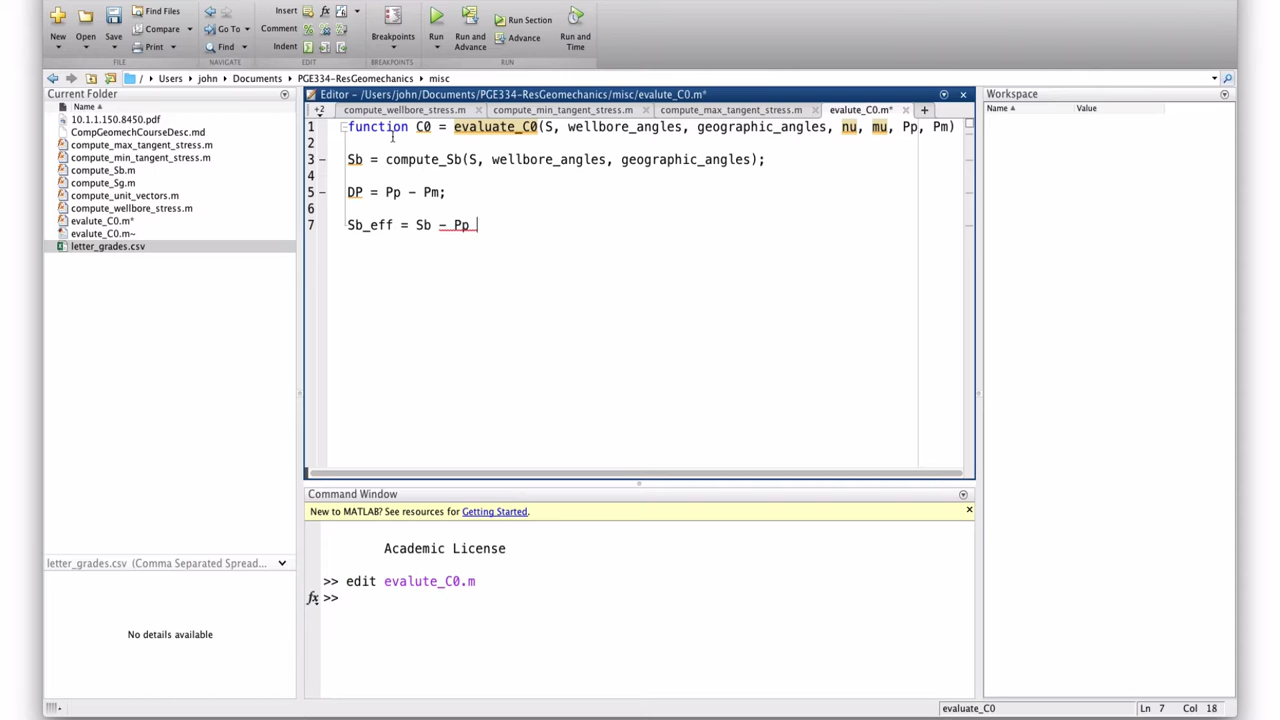 Insert fx
Find Files
Compare Go To Comment %
New Open Save Breakpoints Run Run and Advance Run Section Advance Run and Time
Print Find Indent
FILE NAVIGATE EDIT BREAKPOINTS RUN
/ Users john Documents PGE334-ResGeomechanics misc
Current Folder
Name
10.1.1.150.8450.pdf
CompGeomechCourseDesc.md
compute_max_tangent_stress.m
compute_min_tangent_stress.m
compute_Sb.m
compute_Sg.m
compute_unit_vectors.m
compute_wellbore_stress.m
evalute_C0.m*
evalute_C0.m~
letter_grades.csv
letter_grades.csv (Comma Separated Spread...
No details available
Editor - /Users/john/Documents/PGE334-ResGeomechanics/misc/evalute_C0.m*
+2 compute_wellbore_stress.m compute_min_tangent_stress.m compute_max_tangent_stress.m evalute_C0.m*
1 function C0 = evaluate_C0(S, wellbore_angles, geographic_angles, nu, mu, Pp, Pm)
2
3 Sb = compute_Sb(S, wellbore_angles, geographic_angles);
4
5 DP = Pp - Pm;
6
7 Sb_eff = Sb - Pp
Command Window
New to MATLAB? See resources for Getting Started.
Academic License
>> edit evalute_C0.m
fx >>
Workspace
Name Value
evaluate_C0 Ln 7 Col 18